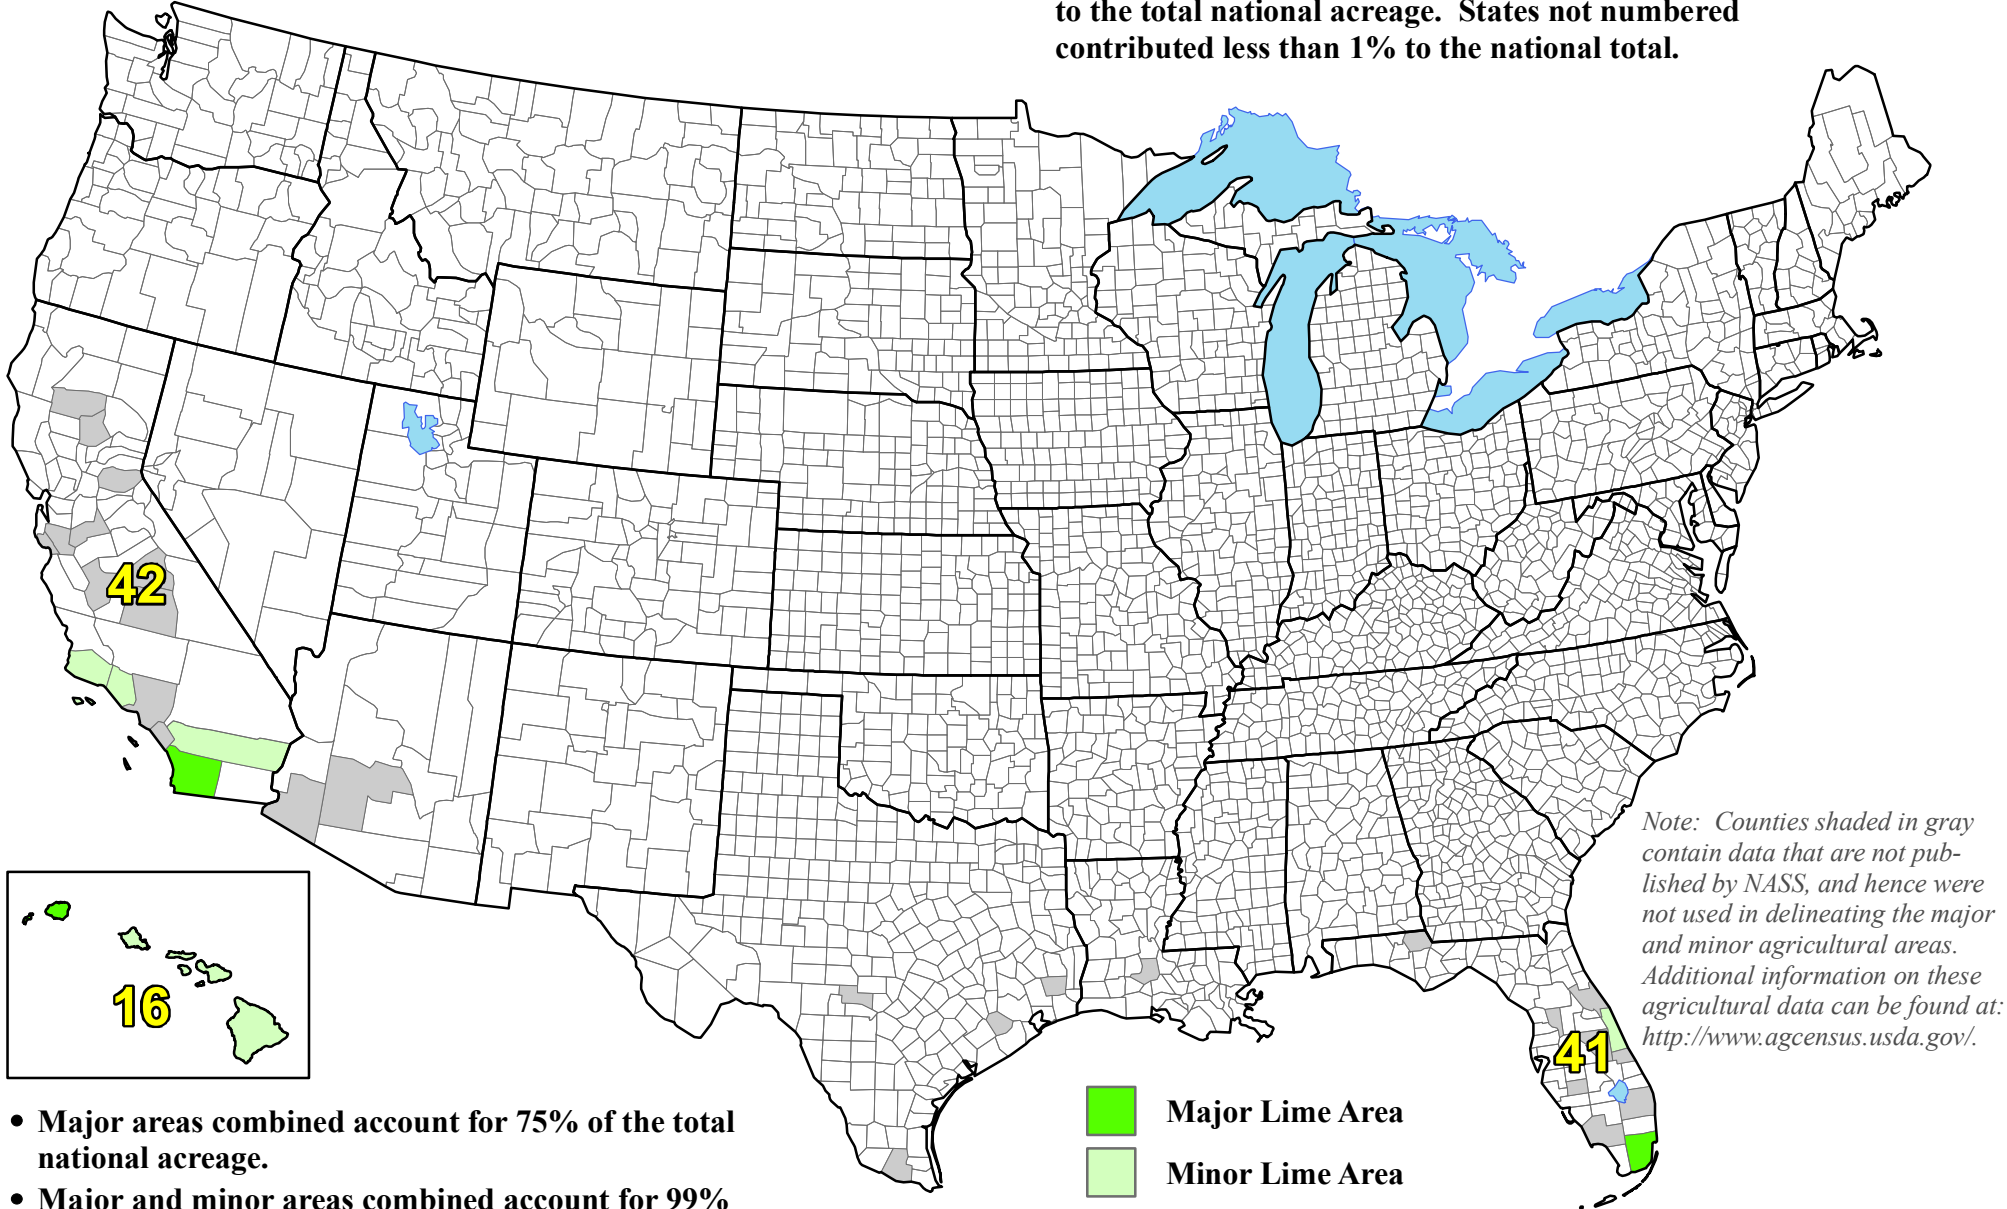 to the total national acreage.  States not numbered
contributed less than 1% to the national total.
42
Note:  Counties shaded in gray
contain data that are not pub-
lished by NASS, and hence were
not used in delineating the major
and minor agricultural areas.
Additional information on these
agricultural data can be found at:
http://www.agcensus.usda.gov/.
16
41
• Major areas combined account for 75% of the total
national acreage.
• Major and minor areas combined account for 99%
Major Lime Area
Minor Lime Area